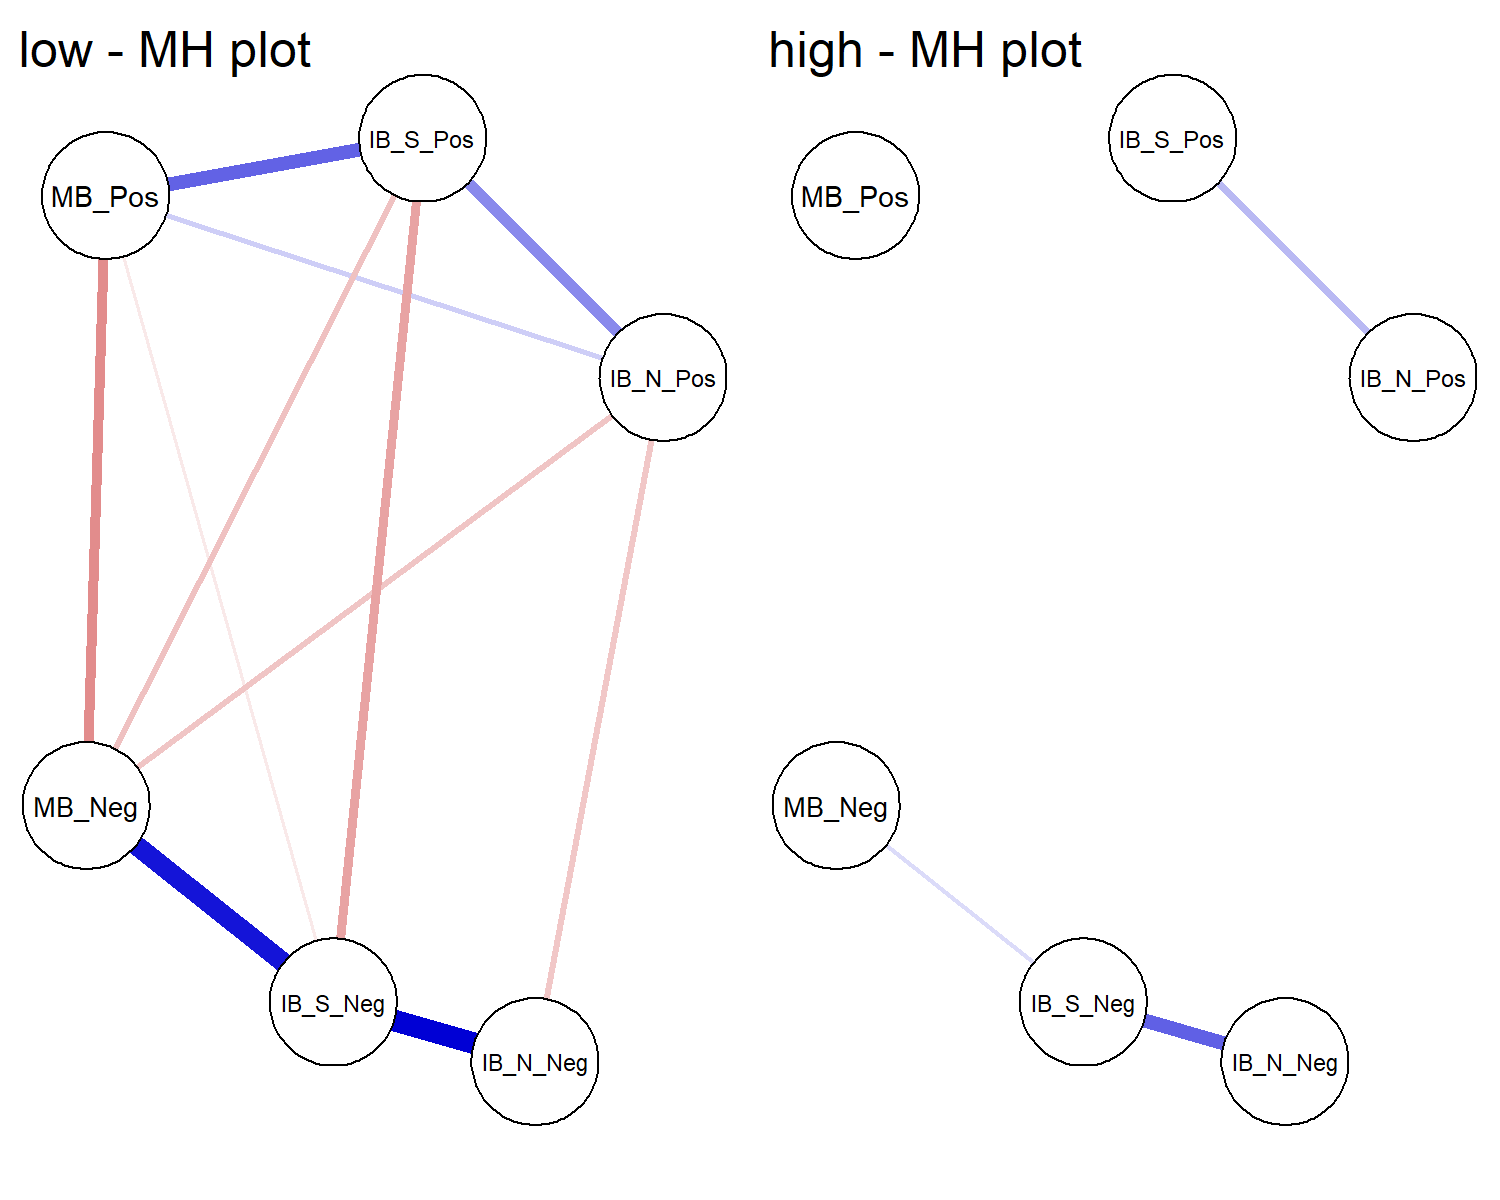 low - MH plot
IB_S_Pos
MB_Pos
IB_N_Pos
MB_Neg
IB_S_Neg
IB_N_Neg
high - MH plot
IB_S_Pos
MB_Pos
IB_N_Pos
MB_Neg
IB_S_Neg
IB_N_Neg